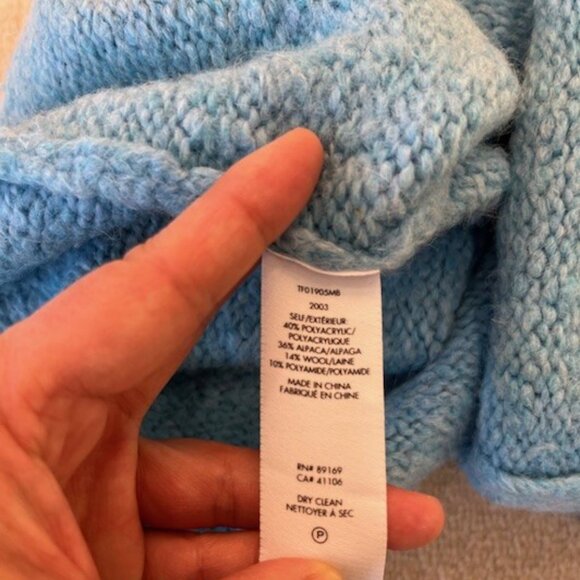 TF01905MB
2003
SELF/EXTÉRIEUR:
40% POLYACRYLIC/
POLYACRYLIQUE
36% ALPACA/ALPAGA
14% WOOL/LAINE
10% POLYAMIDE/POLYAMIDE
MADE IN CHINA
FABRIQUÉ EN CHINE
RN# 89169
CA# 41106
DRY CLEAN
NETTOYER À SEC
P